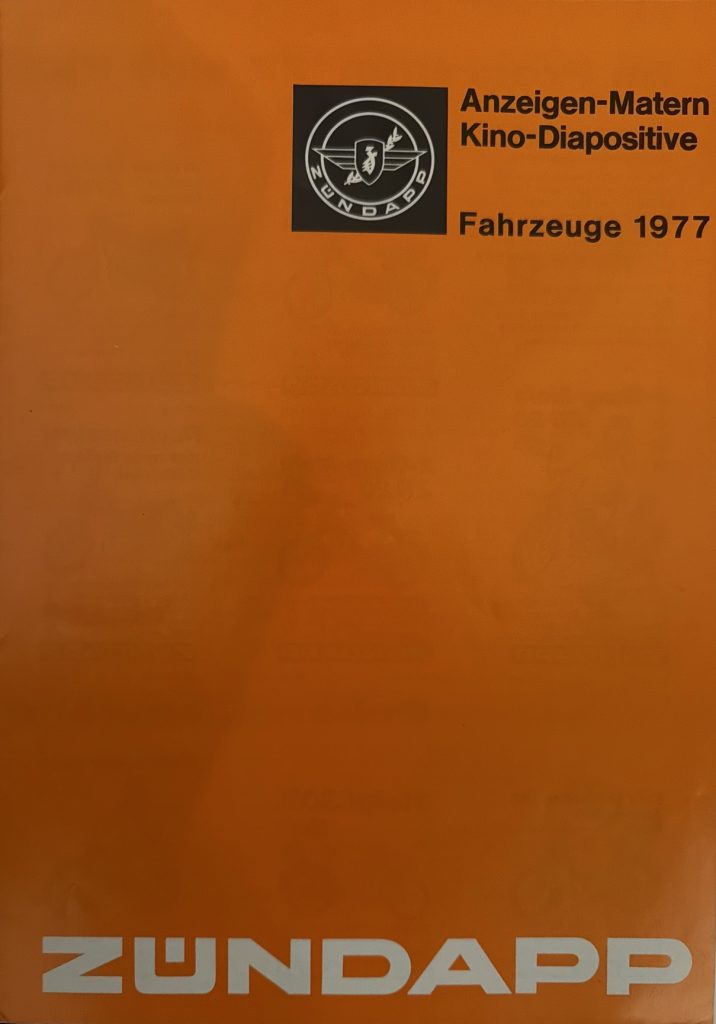 Anzeigen-Matern
Kino-Diapositive
ZÜNDAPP
Fahrzeuge 1977
ZÜNDAPP